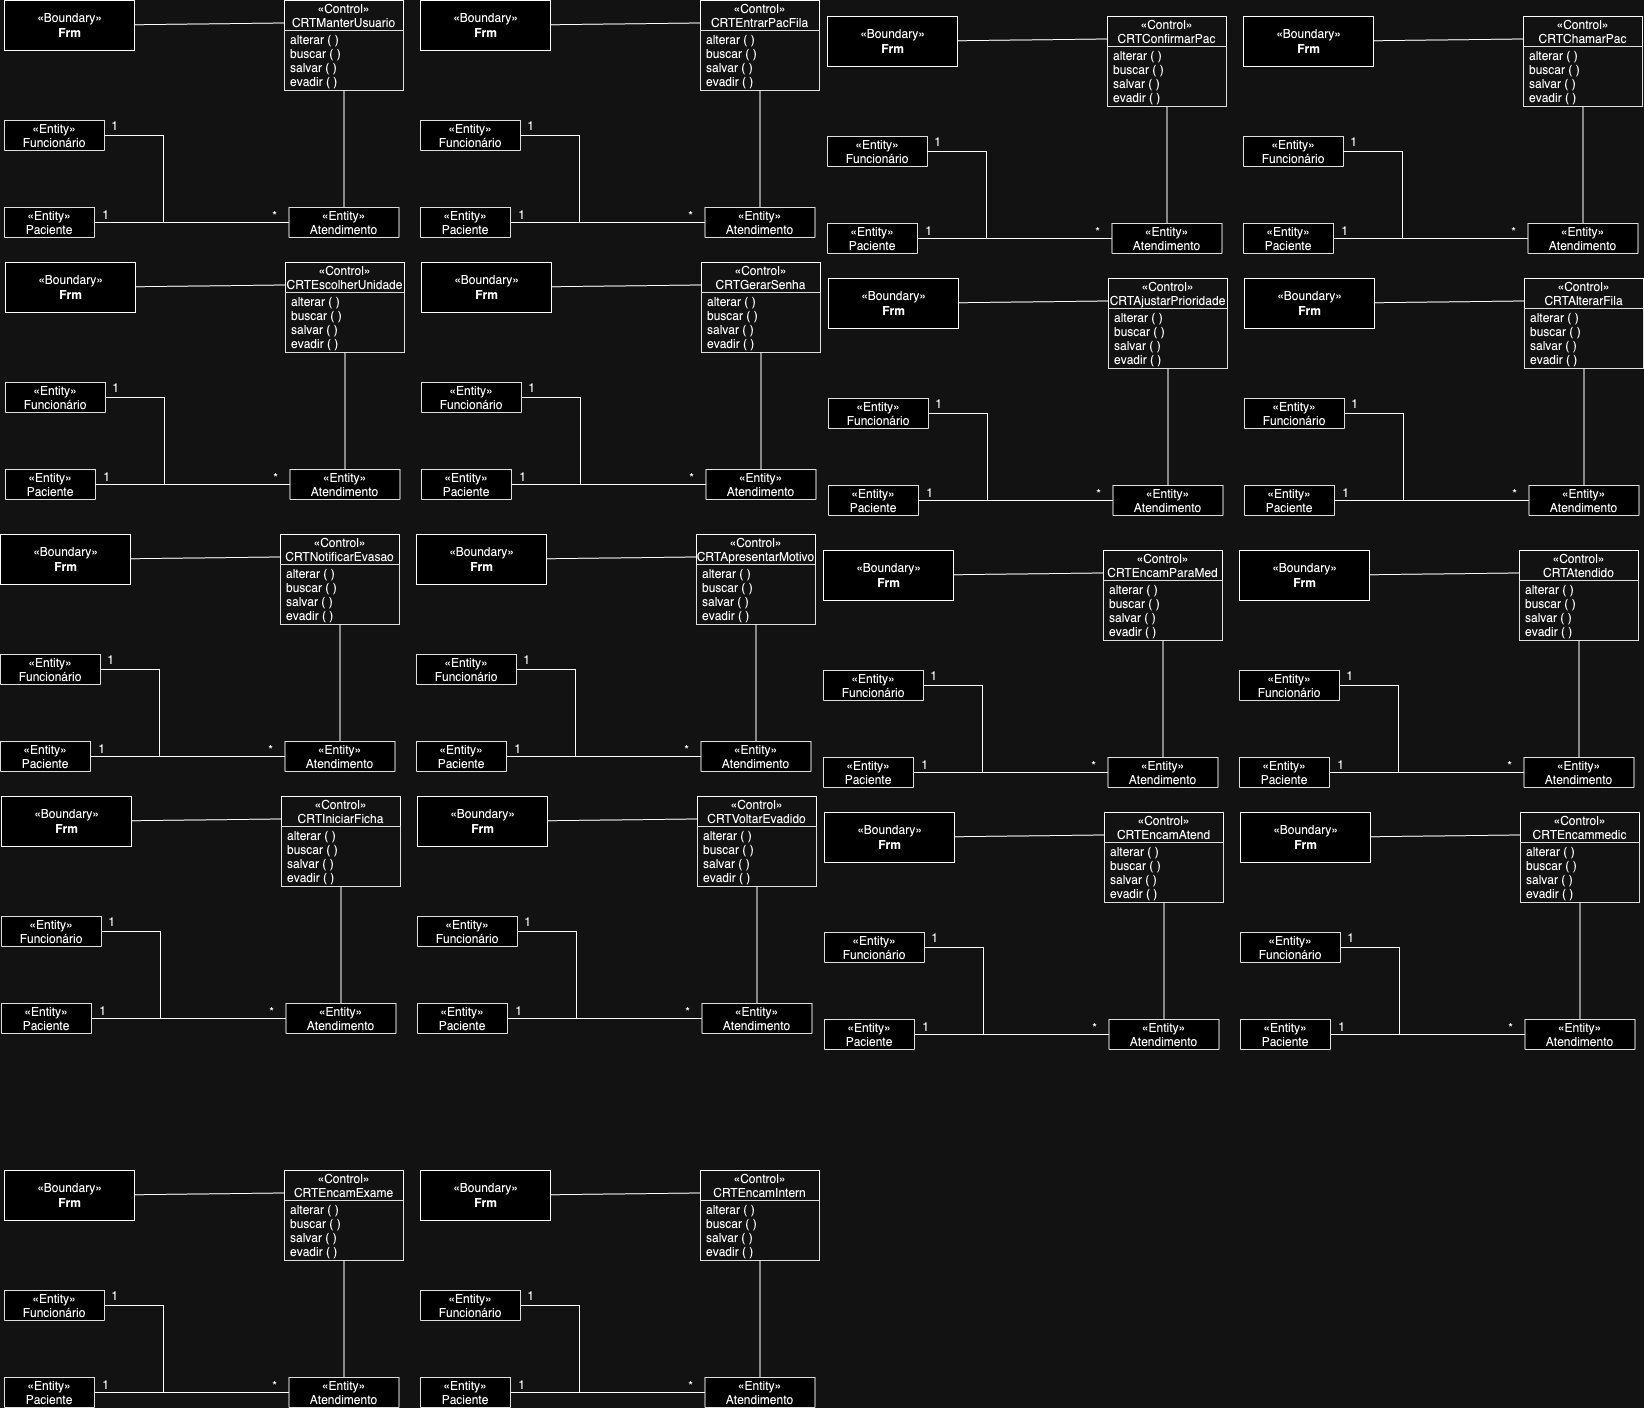 «Boundary»
Frm
«Control»
CRTManterUsuario
alterar ( )
buscar ( )
salvar ( )
evadir ( )
«Entity»
Funcionário
1
«Entity»
Paciente
1
*
«Entity»
Atendimento
«Boundary»
Frm
«Control»
CRTEntrarPacFila
alterar ( )
buscar ( )
salvar ( )
evadir ( )
«Entity»
Funcionário
1
«Entity»
Paciente
1
*
«Entity»
Atendimento
«Boundary»
Frm
«Control»
CRTConfirmarPac
alterar ( )
buscar ( )
salvar ( )
evadir ( )
«Entity»
Funcionário
1
«Entity»
Paciente
1
*
«Entity»
Atendimento
«Boundary»
Frm
«Control»
CRTChamarPac
alterar ( )
buscar ( )
salvar ( )
evadir ( )
«Entity»
Funcionário
1
«Entity»
Paciente
1
*
«Entity»
Atendimento
«Boundary»
Frm
«Control»
CRTEscolherUnidade
alterar ( )
buscar ( )
salvar ( )
evadir ( )
«Entity»
Funcionário
1
«Entity»
Paciente
1
*
«Entity»
Atendimento
«Boundary»
Frm
«Control»
CRTGerarSenha
alterar ( )
buscar ( )
salvar ( )
evadir ( )
«Entity»
Funcionário
1
«Entity»
Paciente
1
*
«Entity»
Atendimento
«Boundary»
Frm
«Control»
CRTAjustarPrioridade
alterar ( )
buscar ( )
salvar ( )
evadir ( )
«Entity»
Funcionário
1
«Entity»
Paciente
1
*
«Entity»
Atendimento
«Boundary»
Frm
«Control»
CRTAlterarFila
alterar ( )
buscar ( )
salvar ( )
evadir ( )
«Entity»
Funcionário
1
«Entity»
Paciente
1
*
«Entity»
Atendimento
«Boundary»
Frm
«Control»
CRTNotificarEvasao
alterar ( )
buscar ( )
salvar ( )
evadir ( )
«Entity»
Funcionário
1
«Entity»
Paciente
1
*
«Entity»
Atendimento
«Boundary»
Frm
«Control»
CRTApresentarMotivo
alterar ( )
buscar ( )
salvar ( )
evadir ( )
«Entity»
Funcionário
1
«Entity»
Paciente
1
*
«Entity»
Atendimento
«Boundary»
Frm
«Control»
CRTEncamParaMed
alterar ( )
buscar ( )
salvar ( )
evadir ( )
«Entity»
Funcionário
1
«Entity»
Paciente
1
*
«Entity»
Atendimento
«Boundary»
Frm
«Control»
CRTAtendido
alterar ( )
buscar ( )
salvar ( )
evadir ( )
«Entity»
Funcionário
1
«Entity»
Paciente
1
*
«Entity»
Atendimento
«Boundary»
Frm
«Control»
CRTIniciarFicha
alterar ( )
buscar ( )
salvar ( )
evadir ( )
«Entity»
Funcionário
1
«Entity»
Paciente
1
*
«Entity»
Atendimento
«Boundary»
Frm
«Control»
CRTVoltarEvadido
alterar ( )
buscar ( )
salvar ( )
evadir ( )
«Entity»
Funcionário
1
«Entity»
Paciente
1
*
«Entity»
Atendimento
«Boundary»
Frm
«Control»
CRTEncamAtend
alterar ( )
buscar ( )
salvar ( )
evadir ( )
«Entity»
Funcionário
1
«Entity»
Paciente
1
*
«Entity»
Atendimento
«Boundary»
Frm
«Control»
CRTEncammedic
alterar ( )
buscar ( )
salvar ( )
evadir ( )
«Entity»
Funcionário
1
«Entity»
Paciente
1
*
«Entity»
Atendimento
«Boundary»
Frm
«Control»
CRTEncamExame
alterar ( )
buscar ( )
salvar ( )
evadir ( )
«Entity»
Funcionário
1
«Entity»
Paciente
1
*
«Entity»
Atendimento
«Boundary»
Frm
«Control»
CRTEncamIntern
alterar ( )
buscar ( )
salvar ( )
evadir ( )
«Entity»
Funcionário
1
«Entity»
Paciente
1
*
«Entity»
Atendimento